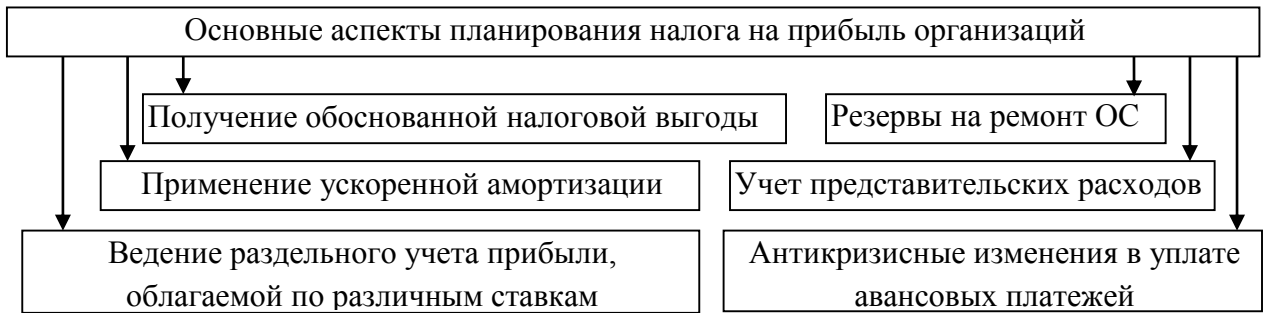 Основные аспекты планирования налога на прибыль организаций
Получение обоснованной налоговой выгоды
Резервы на ремонт ОС
Применение ускоренной амортизации
Учет представительских расходов
Ведение раздельного учета прибыли,
облагаемой по различным ставкам
Антикризисные изменения в уплате
авансовых платежей